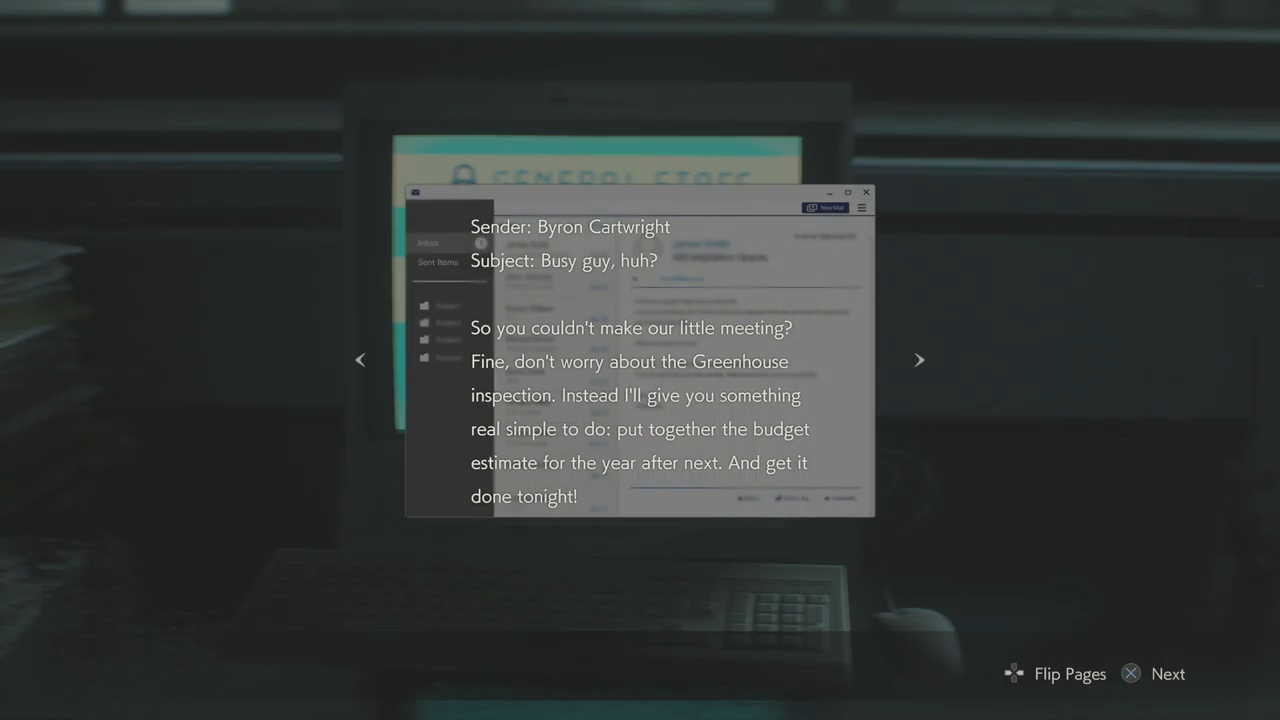 GENERAL STAFF
New Mail
Sender: Byron Cartwright
Inbox
Subject: Busy guy, huh?
Sent Items
So you couldn't make our little meeting?
Fine, don't worry about the Greenhouse
inspection. Instead I'll give you something
real simple to do: put together the budget
estimate for the year after next. And get it
done tonight!
Flip Pages Next